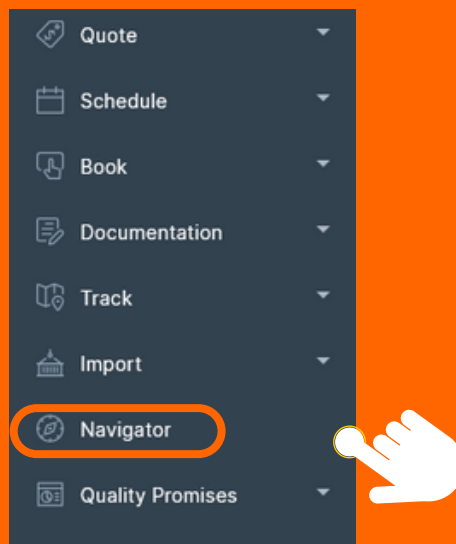 Quote
Schedule
Book
Documentation
Track
Import
Navigator
Quality Promises